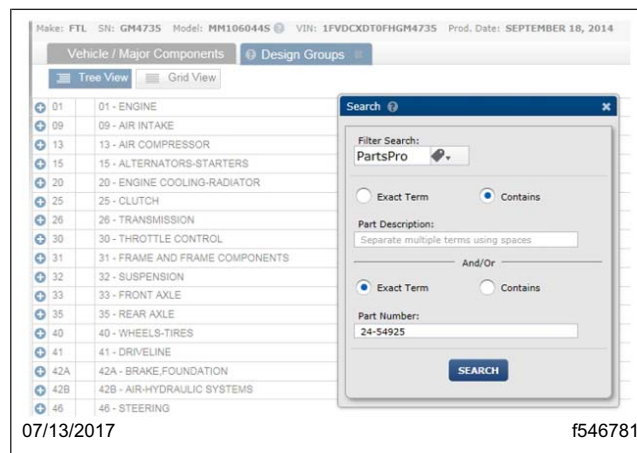 Make: FTL SN: GM4735 Model: MM106044S VIN: 1FVDCXDT0FHGM4735 Prod. Date: SEPTEMBER 18, 2014
Vehicle / Major Components
Design Groups
Tree View
Grid View
01 01 - ENGINE
09 09 - AIR INTAKE
13 13 - AIR COMPRESSOR
15 15 - ALTERNATORS-STARTERS
20 20 - ENGINE COOLING-RADIATOR
25 25 - CLUTCH
26 26 - TRANSMISSION
30 30 - THROTTLE CONTROL
31 31 - FRAME AND FRAME COMPONENTS
32 32 - SUSPENSION
33 33 - FRONT AXLE
35 35 - REAR AXLE
40 40 - WHEELS-TIRES
41 41 - DRIVELINE
42A 42A - BRAKE,FOUNDATION
42B 42B - AIR-HYDRAULIC SYSTEMS
46 46 - STEERING
Search
Filter Search:
PartsPro
Exact Term Contains
Part Description:
Separate multiple terms using spaces
And/Or
Exact Term Contains
Part Number:
24-54925
SEARCH
07/13/2017 f546781